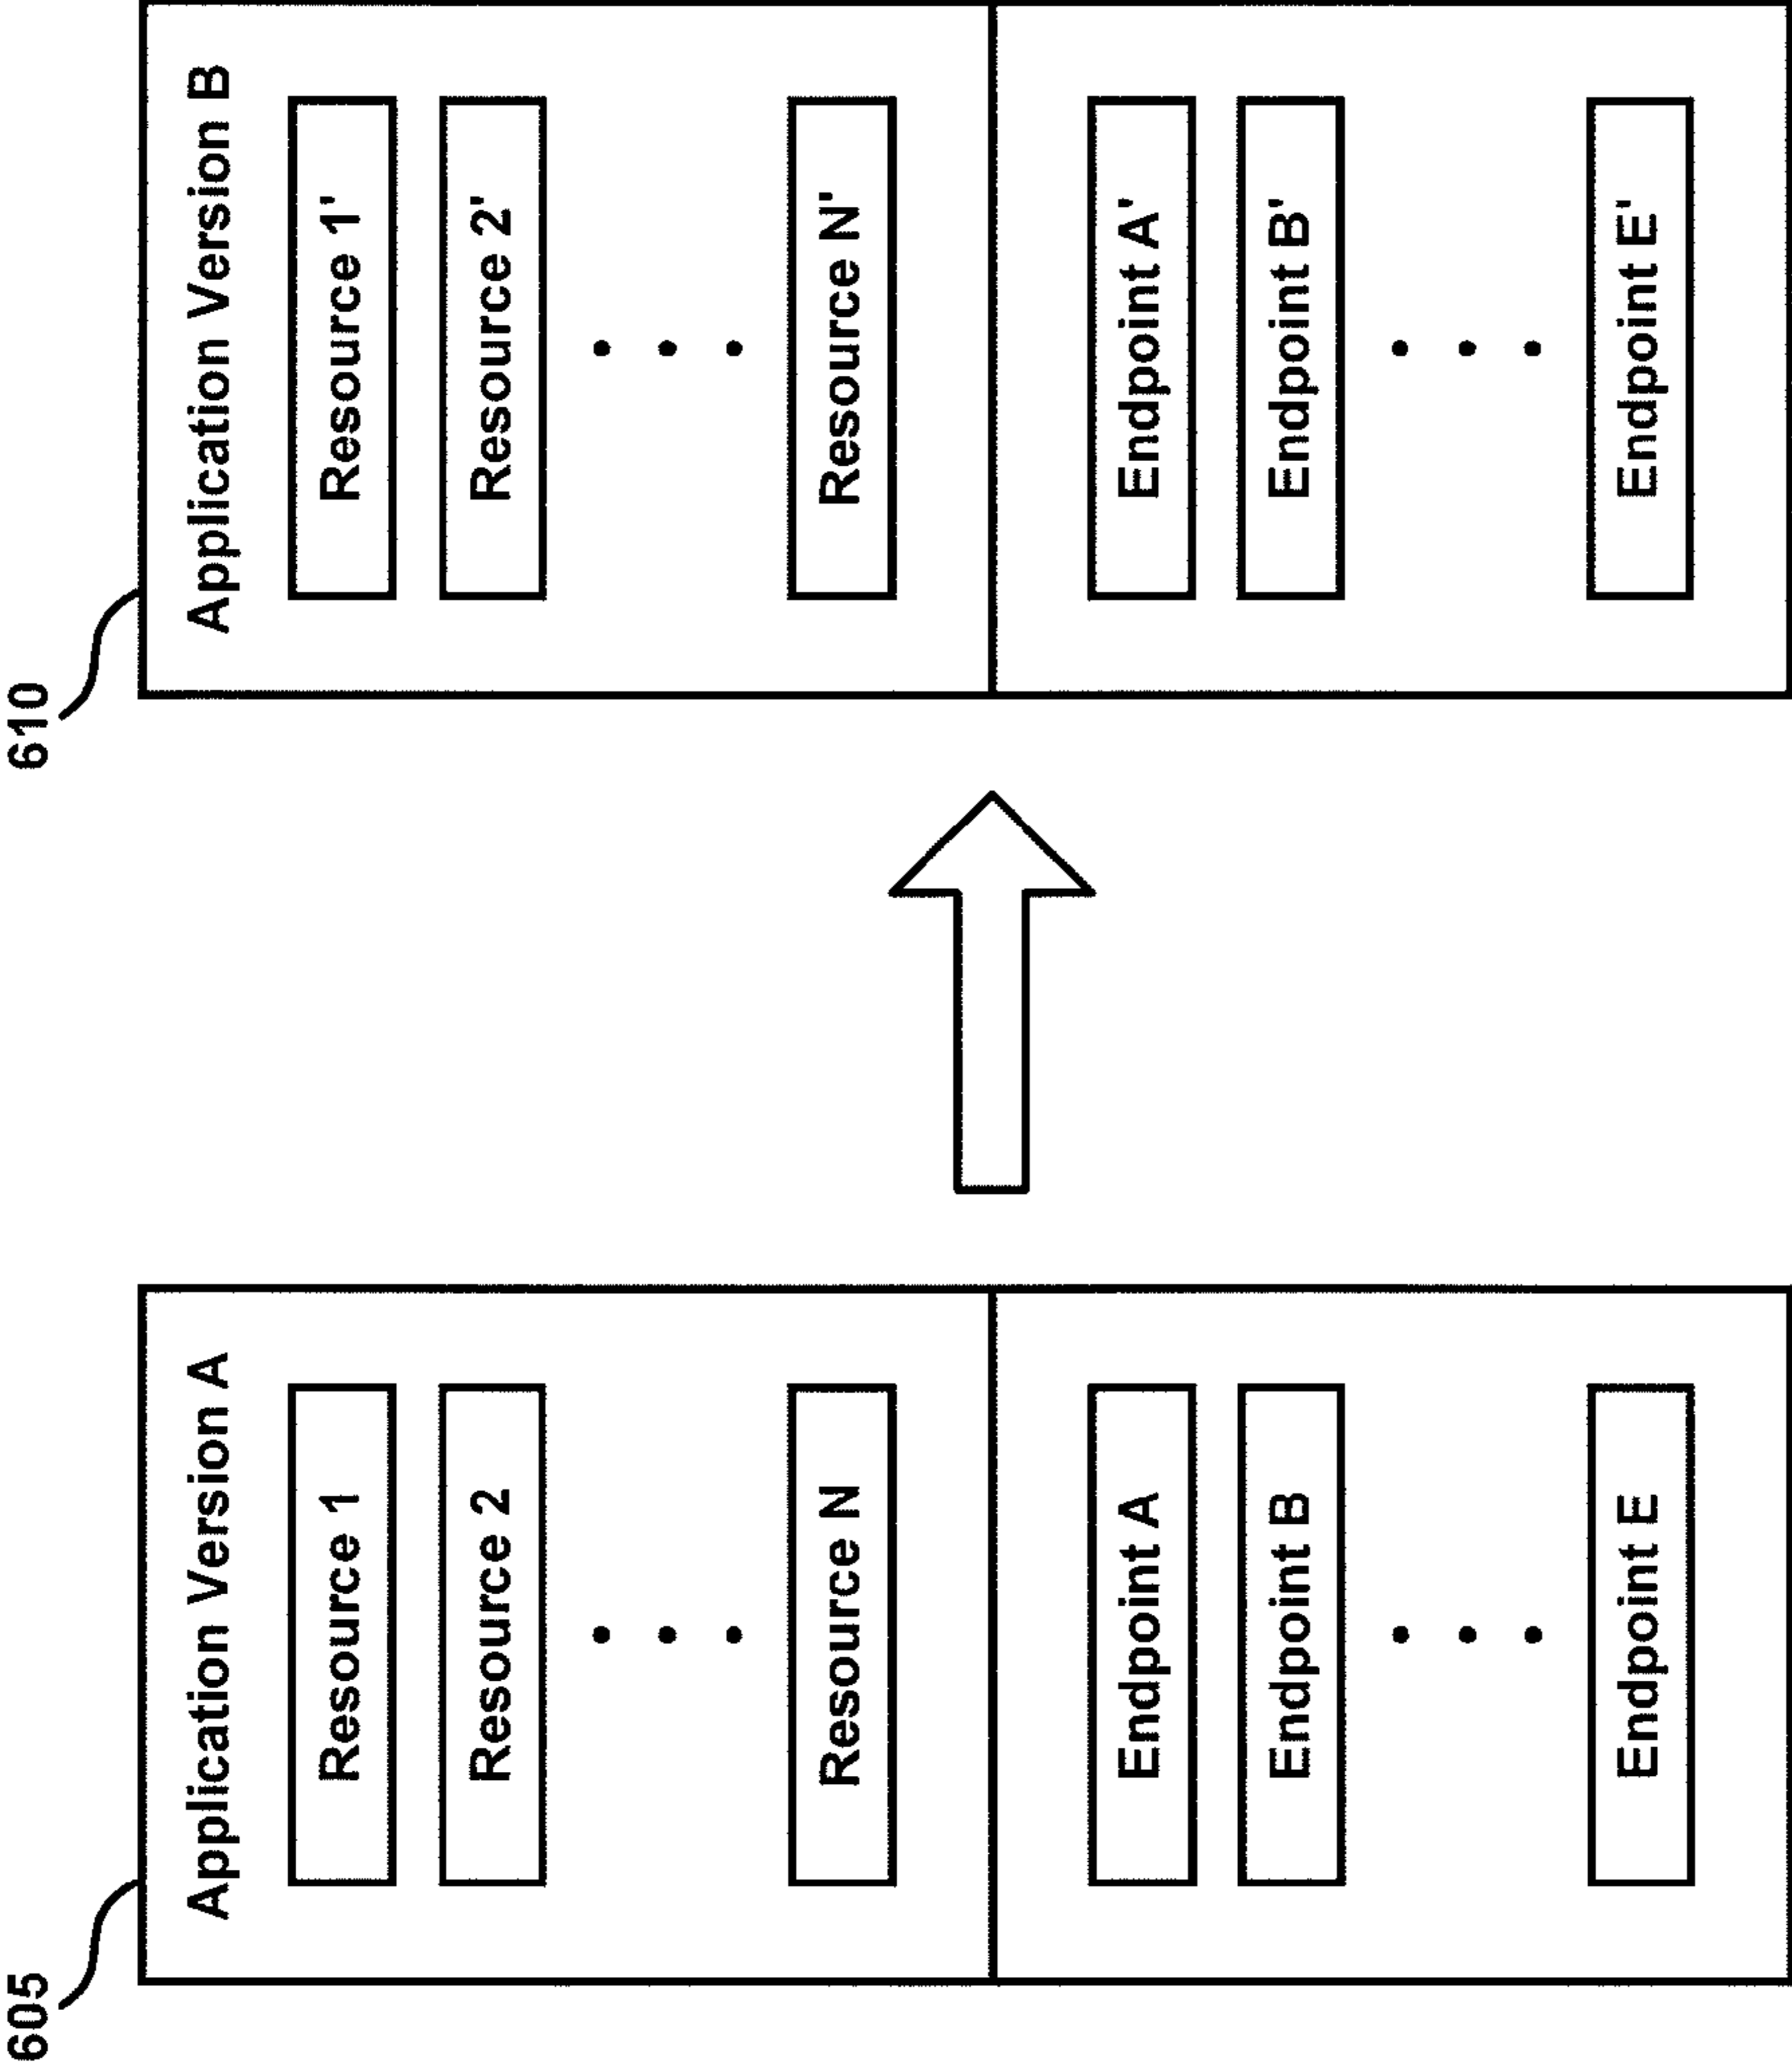 605
Application Version A
Resource 1
Resource 2
Resource N
Endpoint A
Endpoint B
Endpoint E
610
Application Version B
Resource 1'
Resource 2'
Resource N'
Endpoint A'
Endpoint B'
Endpoint E'